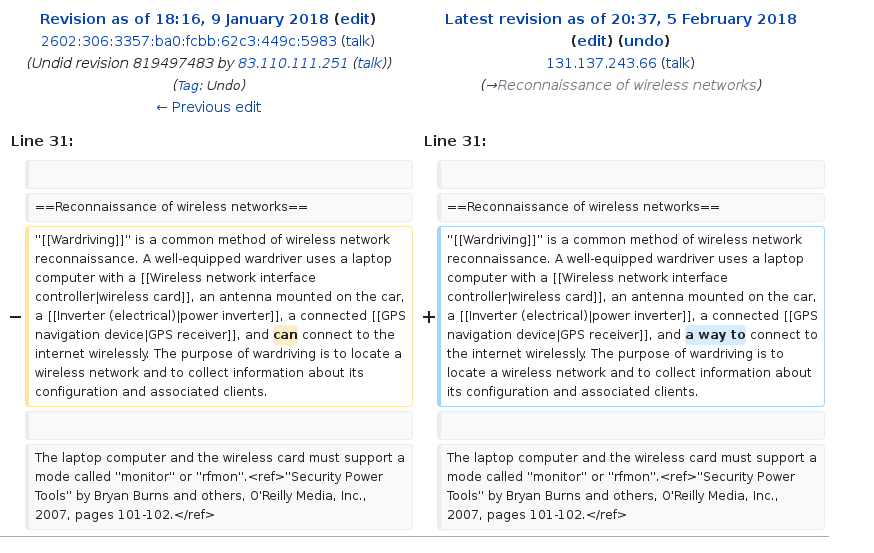 Revision as of 18:16, 9 January 2018 (edit)
2602:306:3357:ba0:fcbb:62c3:449c:5983 (talk)
(Undid revision 819497483 by 83.110.111.251 (talk))
(Tag: Undo)
← Previous edit
Latest revision as of 20:37, 5 February 2018
(edit) (undo)
131.137.243.66 (talk)
(→Reconnaissance of wireless networks)
Line 31:
Line 31:
==Reconnaissance of wireless networks==
==Reconnaissance of wireless networks==
−
"[[Wardriving]]" is a common method of wireless network
reconnaissance. A well-equipped wardriver uses a laptop
computer with a [[Wireless network interface
controller|wireless card]], an antenna mounted on the car,
a [[Inverter (electrical)|power inverter]], a connected [[GPS
navigation device|GPS receiver]], and can connect to the
internet wirelessly. The purpose of wardriving is to locate a
wireless network and to collect information about its
configuration and associated clients.
+
"[[Wardriving]]" is a common method of wireless network
reconnaissance. A well-equipped wardriver uses a laptop
computer with a [[Wireless network interface
controller|wireless card]], an antenna mounted on the car,
a [[Inverter (electrical)|power inverter]], a connected [[GPS
navigation device|GPS receiver]], and a way to connect to
the internet wirelessly. The purpose of wardriving is to
locate a wireless network and to collect information about
its configuration and associated clients.
The laptop computer and the wireless card must support a
mode called "monitor" or "rfmon".<ref>"Security Power
Tools" by Bryan Burns and others, O'Reilly Media, Inc.,
2007, pages 101-102.</ref>
The laptop computer and the wireless card must support a
mode called "monitor" or "rfmon".<ref>"Security Power
Tools" by Bryan Burns and others, O'Reilly Media, Inc.,
2007, pages 101-102.</ref>